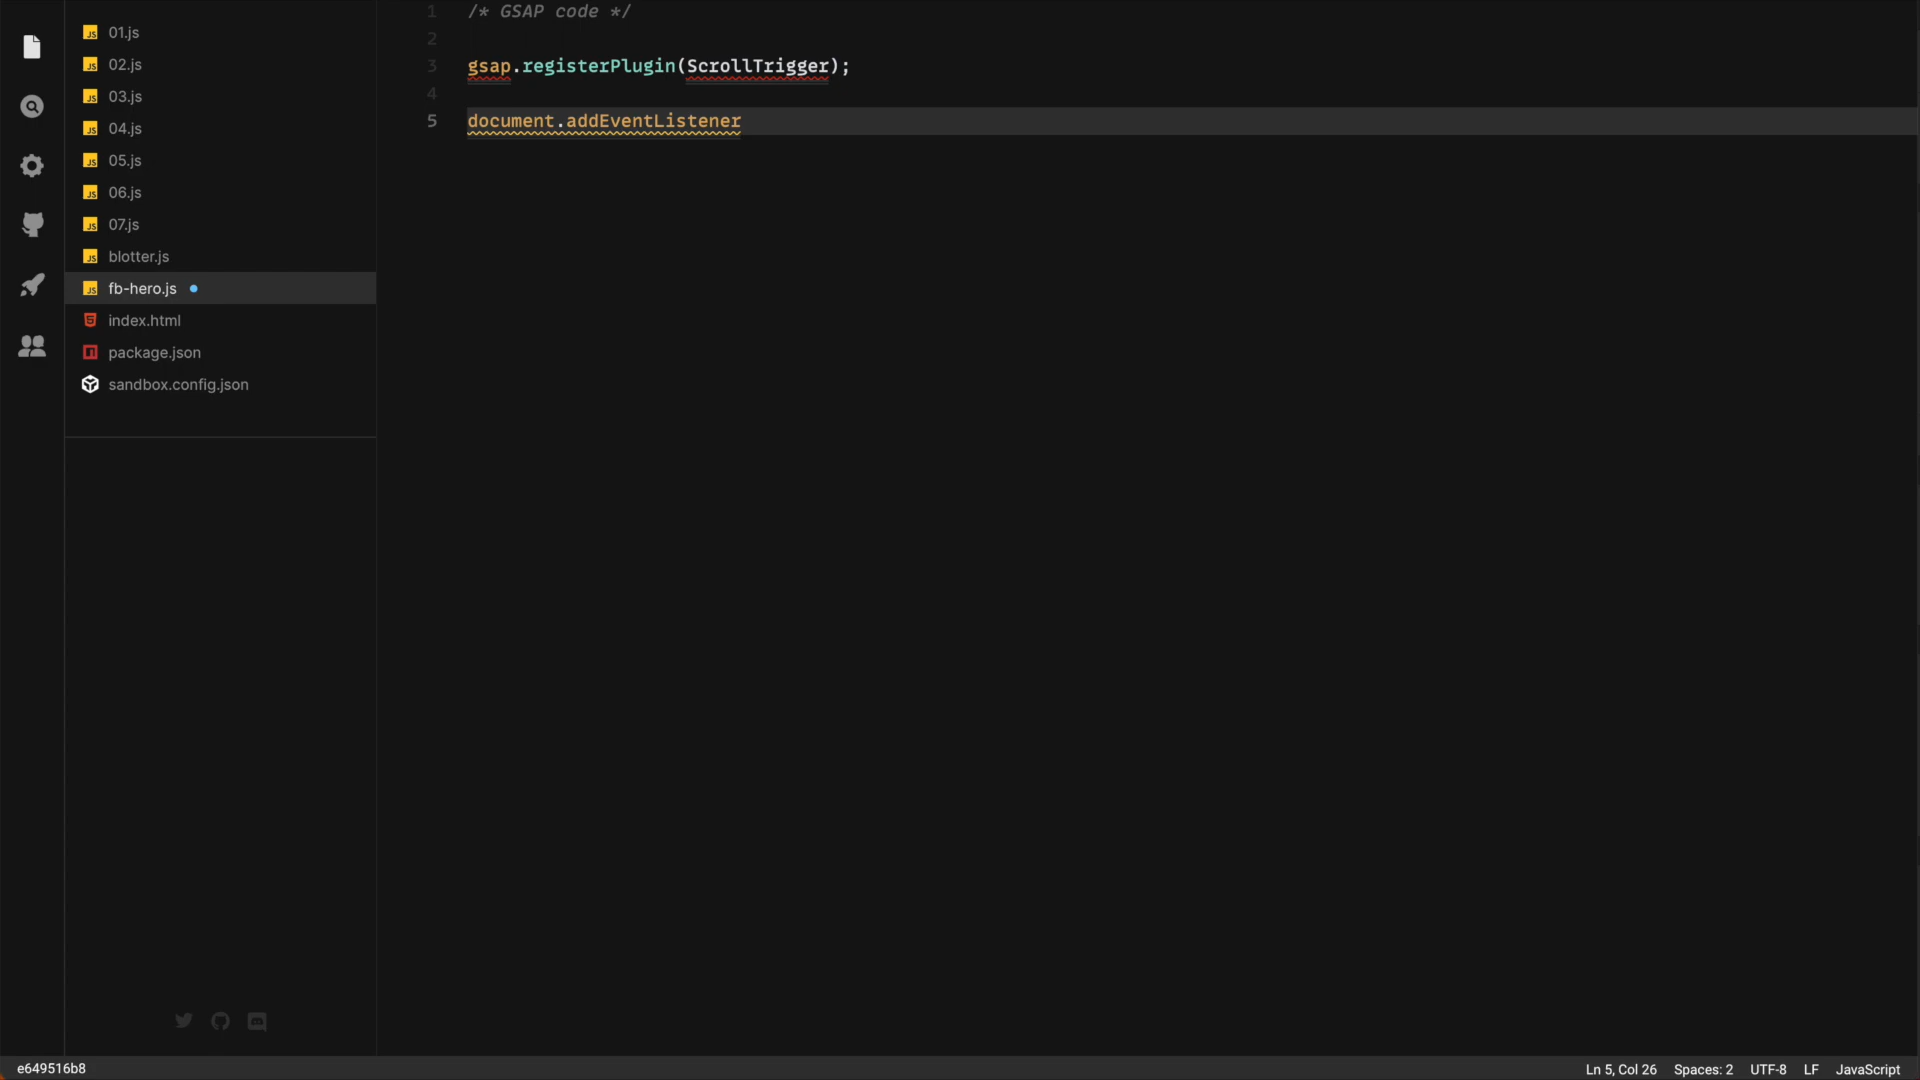 01.js
02.js
03.js
04.js
05.js
06.js
07.js
blotter.js
fb-hero.js
index.html
package.json
sandbox.config.json
1 /* GSAP code */
2
3 gsap.registerPlugin(ScrollTrigger);
4
5 document.addEventListener
e649516b8
Ln 5, Col 26 Spaces: 2 UTF-8 LF JavaScript